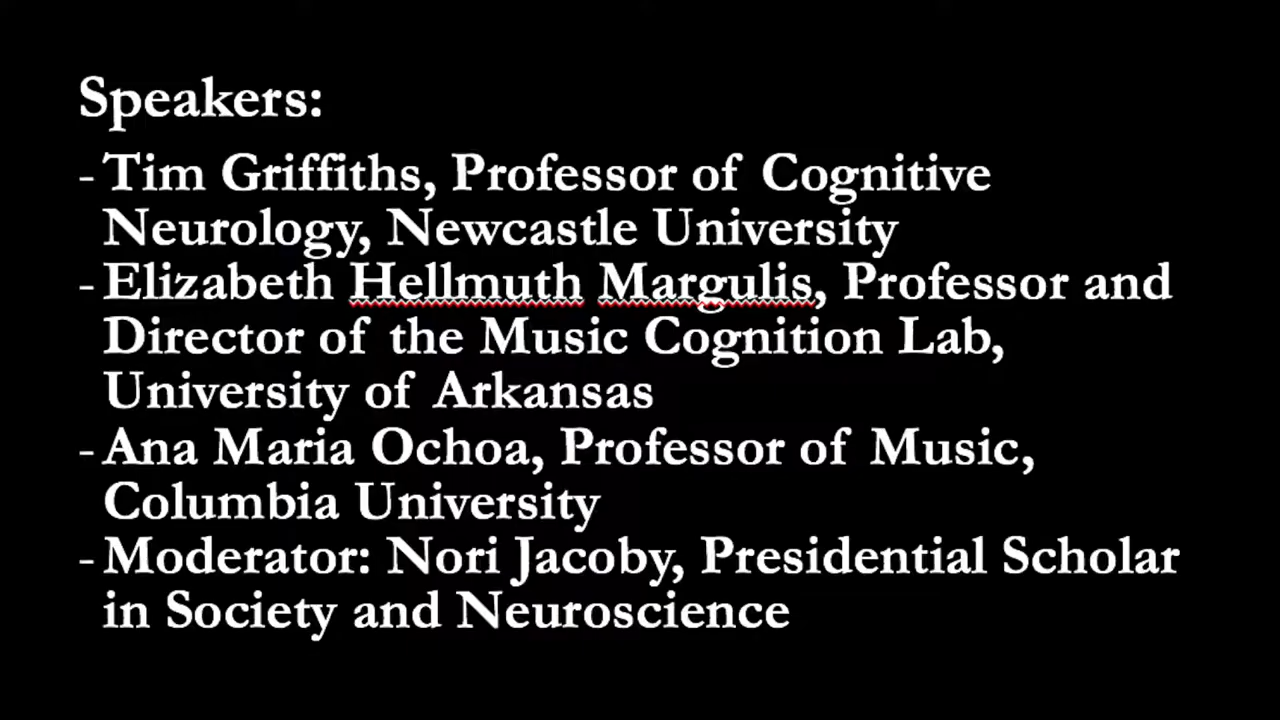 Speakers:
- Tim Griffiths, Professor of Cognitive
Neurology, Newcastle University
- Elizabeth Hellmuth Margulis, Professor and
Director of the Music Cognition Lab,
University of Arkansas
- Ana Maria Ochoa, Professor of Music,
Columbia University
- Moderator: Nori Jacoby, Presidential Scholar
in Society and Neuroscience